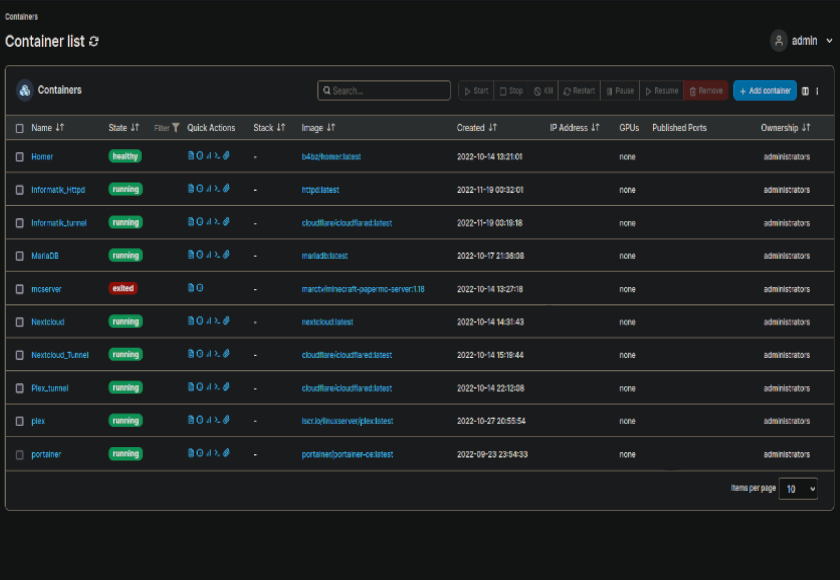 Containers
Container list
admin
Containers
Search...
Start Stop Kill Restart Pause Resume Remove + Add container
Name State Filter Quick Actions Stack Image Created IP Address GPUs Published Ports Ownership
Homer healthy - b4bz/homer:latest 2022-10-14 13:21:01 none administrators
Informatik_Httpd running - httpd:latest 2022-11-19 00:32:01 none administrators
Informatik_tunnel running - cloudflare/cloudflared:latest 2022-11-19 00:19:18 none administrators
MariaDB running - mariadb:latest 2022-10-17 21:36:08 none administrators
mcserver exited - marctv/minecraft-papermc-server:1.18 2022-10-14 13:27:18 none administrators
Nextcloud running - nextcloud:latest 2022-10-14 14:31:43 none administrators
Nextcloud_Tunnel running - cloudflare/cloudflared:latest 2022-10-14 15:19:44 none administrators
Plex_tunnel running - cloudflare/cloudflared:latest 2022-10-14 22:12:08 none administrators
plex running - lscr.io/linuxserver/plex:latest 2022-10-27 20:55:54 none administrators
portainer running - portainer/portainer-ce:latest 2022-09-23 23:54:33 none administrators
Items per page 10